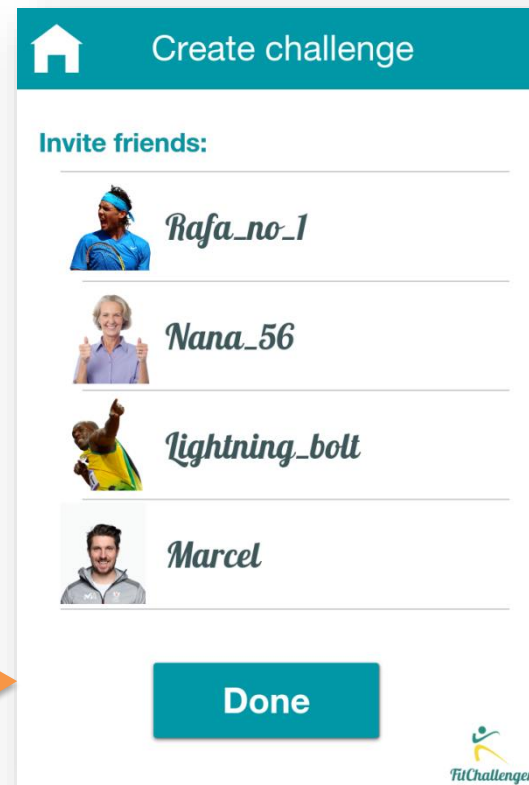 Create challenge
Invite friends:
Rafa_no_1
Nana_56
Lightning_bolt
Marcel
Done
FitChallenger